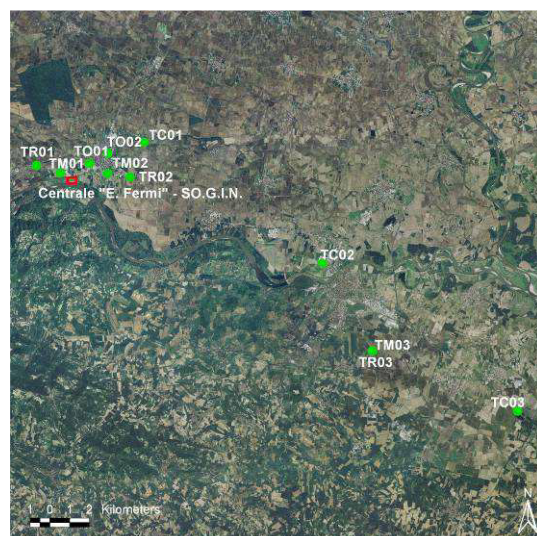 TC01
TO02
TR01
TO01
TM01
TM02
TR02
Centrale "E. Fermi" - SO.G.I.N.
TC02
TM03
TR03
TC03
N
1 0 1 2 Kilometers